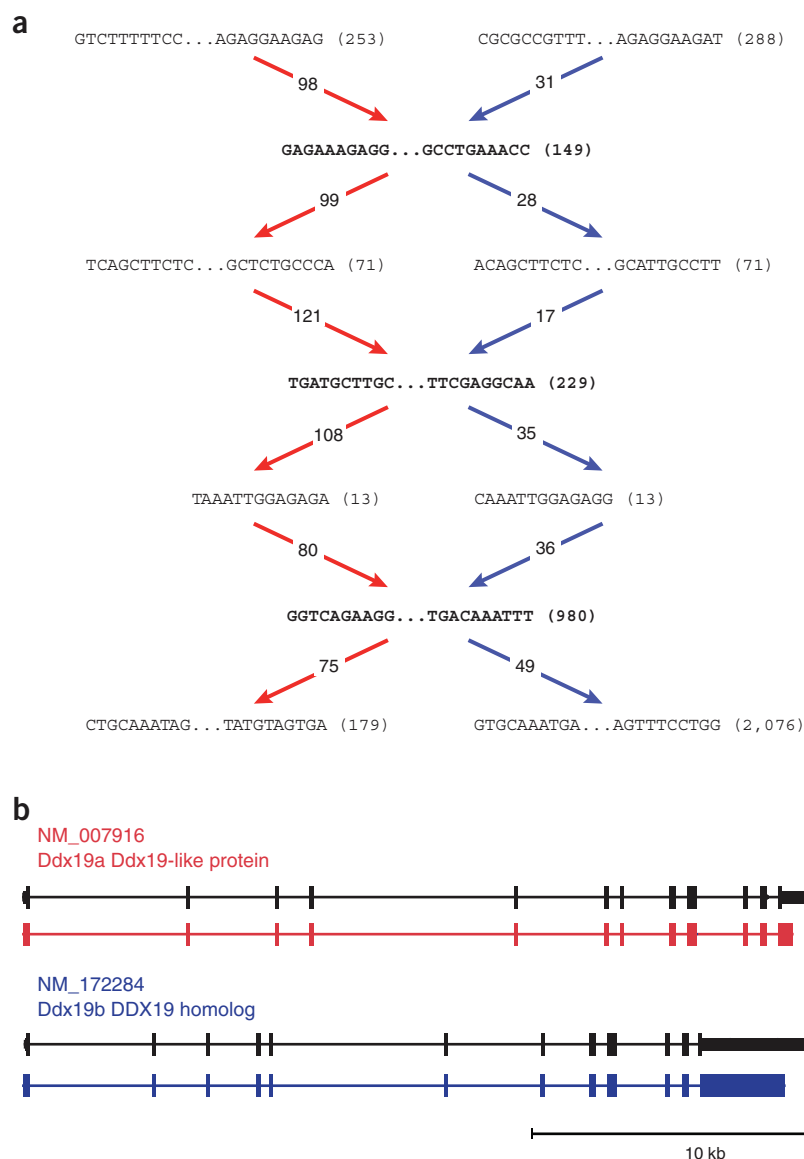 a
GTCTTTTTCC...AGAGGAAGAG (253) CGCGCCGTTT...AGAGGAAGAT (288)
98 31
GAGAAAGAGG...GCCTGAAACC (149)
99 28
TCAGCTTCTC...GCTCTGCCCA (71) ACAGCTTCTC...GCATTGCCTT (71)
121 17
TGATGCTTGC...TTCGAGGCAA (229)
108 35
TAAATTGGAGAGA (13) CAAATTGGAGAGG (13)
80 36
GGTCAGAAGG...TGACAAATTT (980)
75 49
CTGCAAATAG...TATGTAGTGA (179) GTGCAAATGA...AGTTTCCTGG (2,076)
b
NM_007916
Ddx19a Ddx19-like protein
NM_172284
Ddx19b DDX19 homolog
10 kb